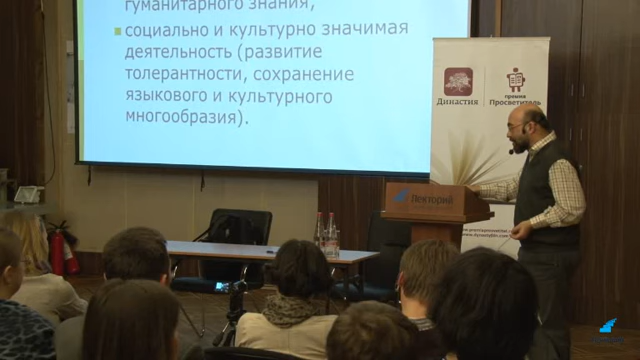 гуманитарного знания,
социально и культурно значимая
деятельность (развитие
толерантности, сохранение
языкового и культурного
многообразия).
ДИНАСТИЯ
премия
Просветитель
Лекторий